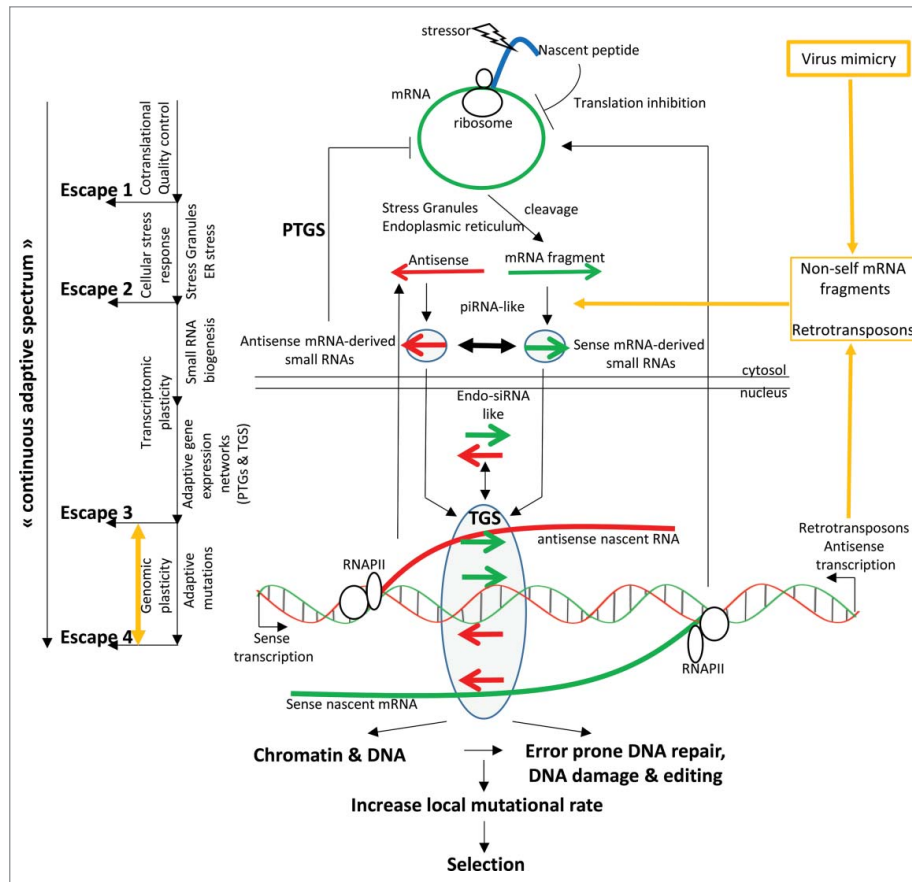 « continuous adaptive spectrum »
Escape 1
Escape 2
Escape 3
Escape 4
Cotranslational
Quality control
Cellular stress
response
Stress Granules
ER stress
Transcriptomic
plasticity
Small RNA
biogenesis
Adaptive gene
expression
networks
(PTGs & TGS)
Genomic
plasticity
Adaptive
mutations
stressor
Nascent peptide
mRNA
ribosome
Translation inhibition
PTGS
Stress Granules
Endoplasmic reticulum
cleavage
Antisense
mRNA fragment
piRNA-like
Antisense mRNA-derived
small RNAs
Sense mRNA-derived
small RNAs
cytosol
nucleus
Endo-siRNA
like
TGS
antisense nascent RNA
RNAPII
Sense
transcription
RNAPII
Sense nascent mRNA
Chromatin & DNA
Error prone DNA repair,
DNA damage & editing
Increase local mutational rate
Selection
Virus mimicry
Non-self mRNA
fragments
Retrotransposons
Retrotransposons
Antisense
transcription